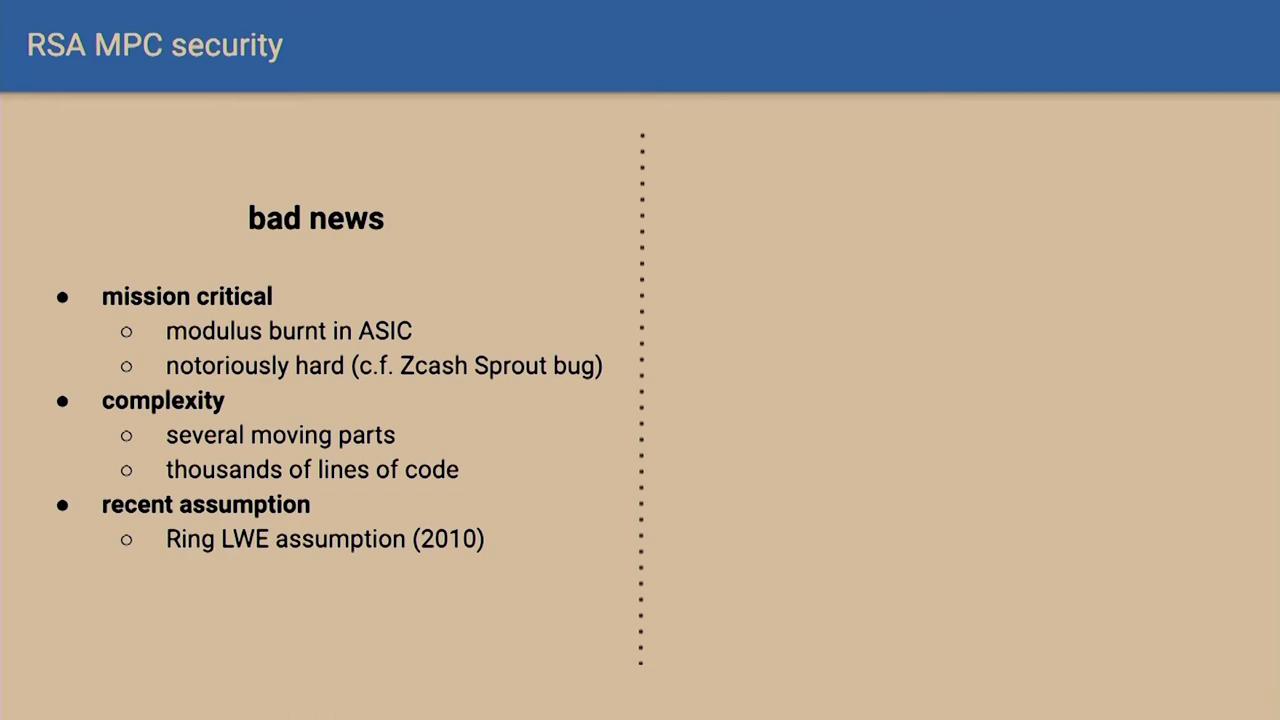 RSA MPC security
bad news
● mission critical
○ modulus burnt in ASIC
○ notoriously hard (c.f. Zcash Sprout bug)
● complexity
○ several moving parts
○ thousands of lines of code
● recent assumption
○ Ring LWE assumption (2010)